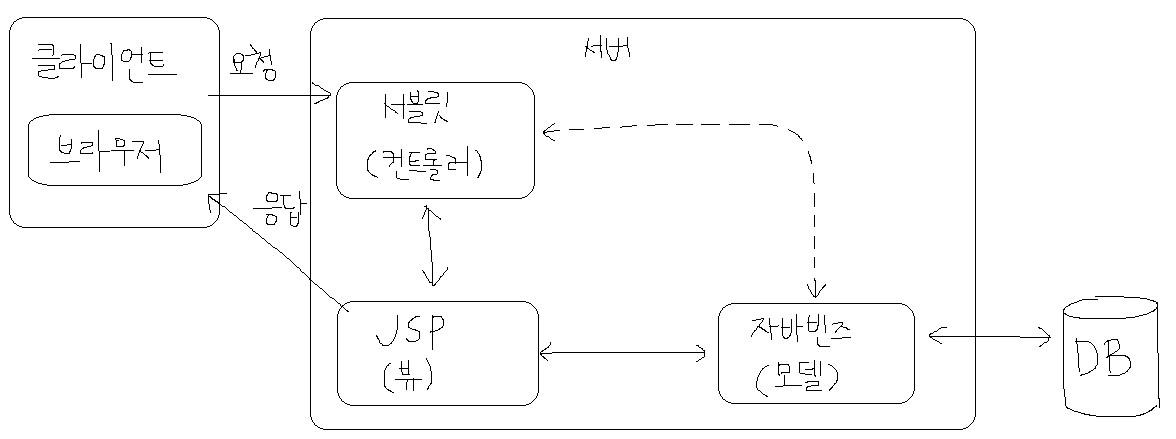 클라이언트
브라우저
요청
응답
서버
서블릿
(컨트롤러)
JSP
(뷰)
자바빈즈
(모델)
DB